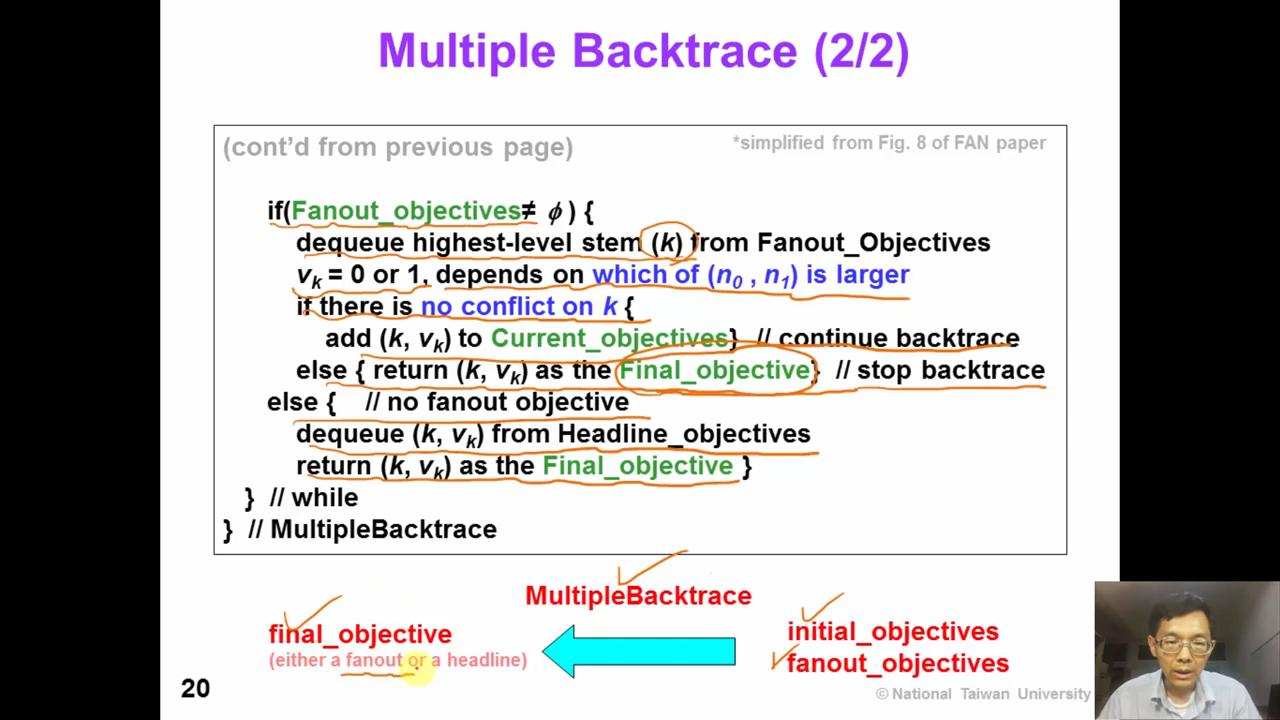 Multiple Backtrace (2/2)
(cont'd from previous page)
*simplified from Fig. 8 of FAN paper
if(Fanout_objectives≠ ϕ ) {
dequeue highest-level stem (k) from Fanout_Objectives
vk = 0 or 1, depends on which of (n0 , n1) is larger
if there is no conflict on k {
add (k, vk) to Current_objectives} // continue backtrace
else { return (k, vk) as the Final_objective} // stop backtrace
else { // no fanout objective
dequeue (k, vk) from Headline_objectives
return (k, vk) as the Final_objective }
} // while
} // MultipleBacktrace
MultipleBacktrace
final_objective
(either a fanout or a headline)
initial_objectives
fanout_objectives
20
© National Taiwan University